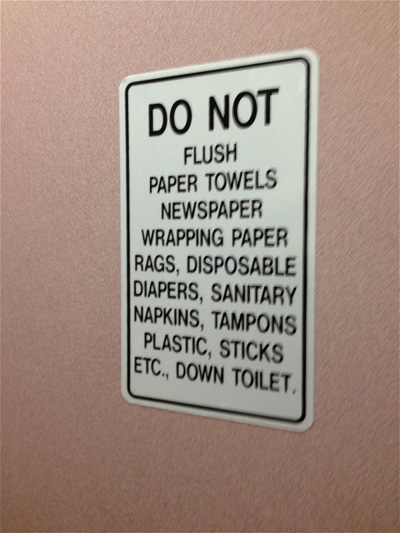 DO NOT
FLUSH
PAPER TOWELS
NEWSPAPER
WRAPPING PAPER
RAGS, DISPOSABLE
DIAPERS, SANITARY
NAPKINS, TAMPONS
PLASTIC, STICKS
ETC., DOWN TOILET.